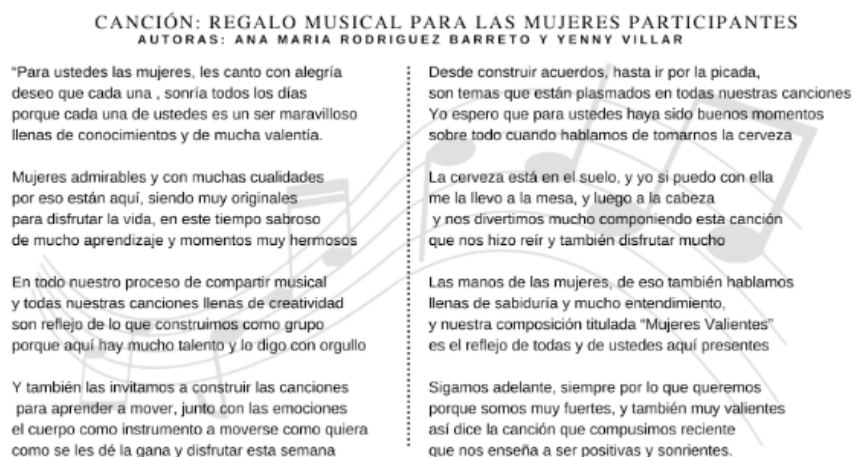 CANCIÓN: REGALO MUSICAL PARA LAS MUJERES PARTICIPANTES
AUTORAS: ANA MARIA RODRIGUEZ BARRETO Y YENNY VILLAR
"Para ustedes las mujeres, les canto con alegría
deseo que cada una , sonría todos los días
porque cada una de ustedes es un ser maravilloso
llenas de conocimientos y de mucha valentía.
Mujeres admirables y con muchas cualidades
por eso están aquí, siendo muy originales
para disfrutar la vida, en este tiempo sabroso
de mucho aprendizaje y momentos muy hermosos
En todo nuestro proceso de compartir musical
y todas nuestras canciones llenas de creatividad
son reflejo de lo que construimos como grupo
porque aquí hay mucho talento y lo digo con orgullo
Y también las invitamos a construir las canciones
para aprender a mover, junto con las emociones
el cuerpo como instrumento a moverse como quiera
como se les dé la gana y disfrutar esta semana
Desde construir acuerdos, hasta ir por la picada,
son temas que están plasmados en todas nuestras canciones
Yo espero que para ustedes haya sido buenos momentos
sobre todo cuando hablamos de tomarnos la cerveza
La cerveza está en el suelo, y yo si puedo con ella
me la llevo a la mesa, y luego a la cabeza
y nos divertimos mucho componiendo esta canción
que nos hizo reír y también disfrutar mucho
Las manos de las mujeres, de eso también hablamos
llenas de sabiduría y mucho entendimiento,
y nuestra composición titulada "Mujeres Valientes"
es el reflejo de todas y de ustedes aquí presentes
Sigamos adelante, siempre por lo que queremos
porque somos muy fuertes, y también muy valientes
así dice la canción que compusimos reciente
que nos enseña a ser positivas y sonrientes.